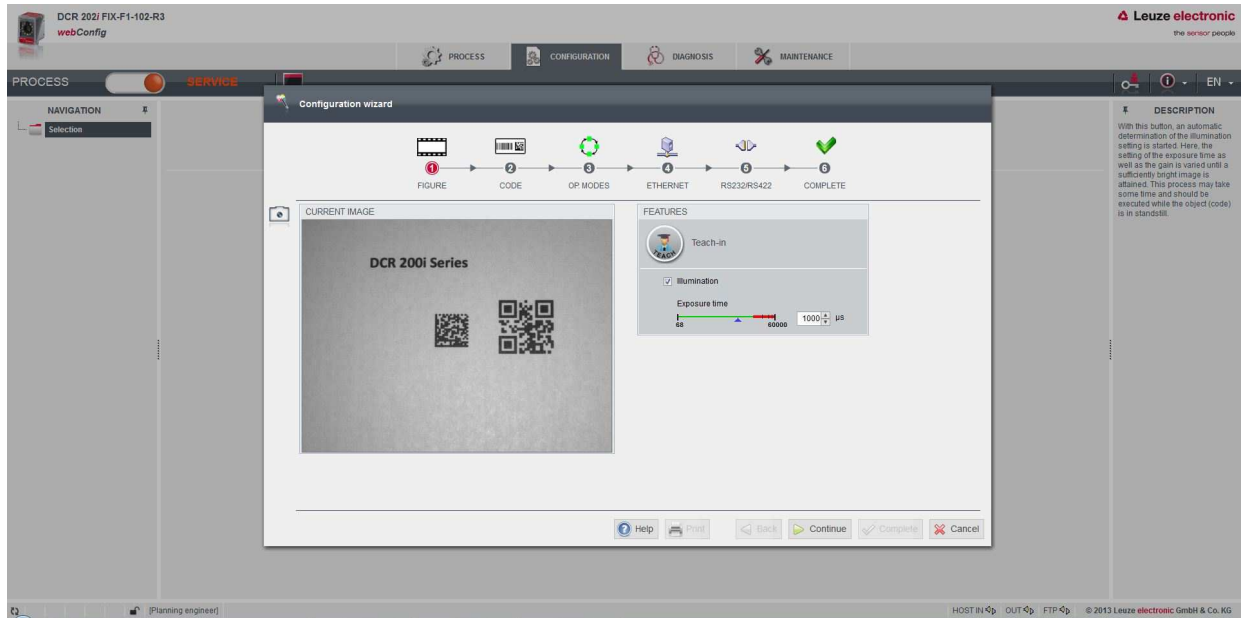 DCR 202i FIX-F1-102-R3
webConfig
Leuze electronic
the sensor people
PROCESS
CONFIGURATION
DIAGNOSIS
MAINTENANCE
PROCESS
SERVICE
EN
NAVIGATION
Selection
Configuration wizard
1
2
3
4
5
6
FIGURE
CODE
OP. MODES
ETHERNET
RS232/RS422
COMPLETE
CURRENT IMAGE
DCR 200i Series
FEATURES
TEACH
Teach-in
Illumination
Exposure time
68
60000
1000
µs
Help
Print
Back
Continue
Complete
Cancel
DESCRIPTION
With this button, an automatic
determination of the illumination
setting is started. Here, the
setting of the exposure time as
well as the gain is varied until a
sufficiently bright image is
attained. This process may take
some time and should be
executed while the object (code)
is in standstill.
[Planning engineer]
HOST IN
OUT
FTP
© 2013 Leuze electronic GmbH & Co. KG